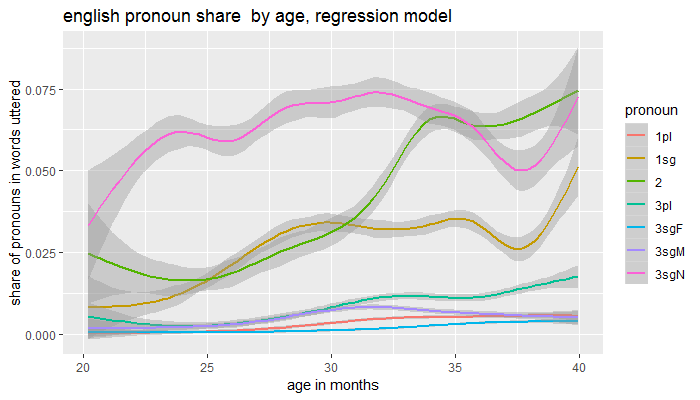 english pronoun share  by age, regression model
share of pronouns in words uttered
0.075
0.050
0.025
0.000
20
25
30
35
40
age in months
pronoun
1pl
1sg
2
3pl
3sgF
3sgM
3sgN